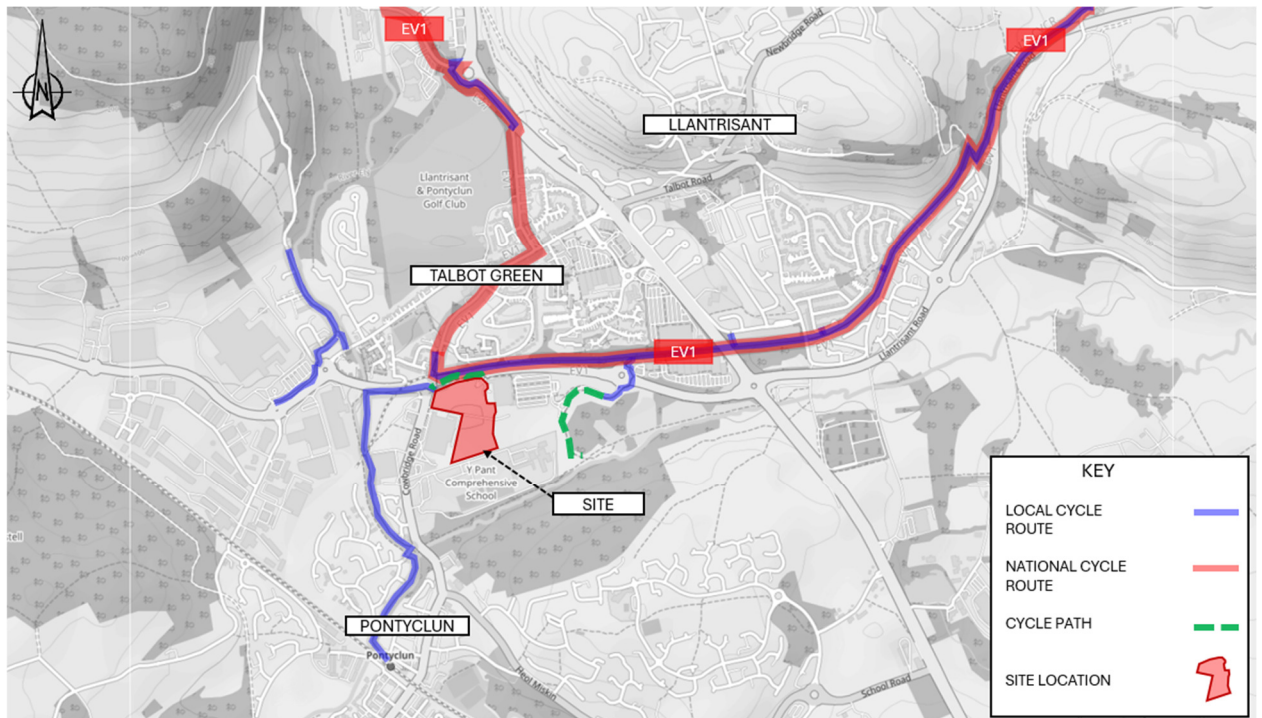 EV1
EV1
Newbridge Road
LLANTRISANT
N
Talbot Road
Llantrisant
& Pontyclun
Golf Club
EV1
TALBOT GREEN
Llantrisant Road
EV1
EV1
Cowbridge Road
Y Pant
Comprehensive
School
SITE
stell
PONTYCLUN
Pontyclun
Heol Miskin
School Road
KEY
LOCAL CYCLE
ROUTE
NATIONAL CYCLE
ROUTE
CYCLE PATH
SITE LOCATION